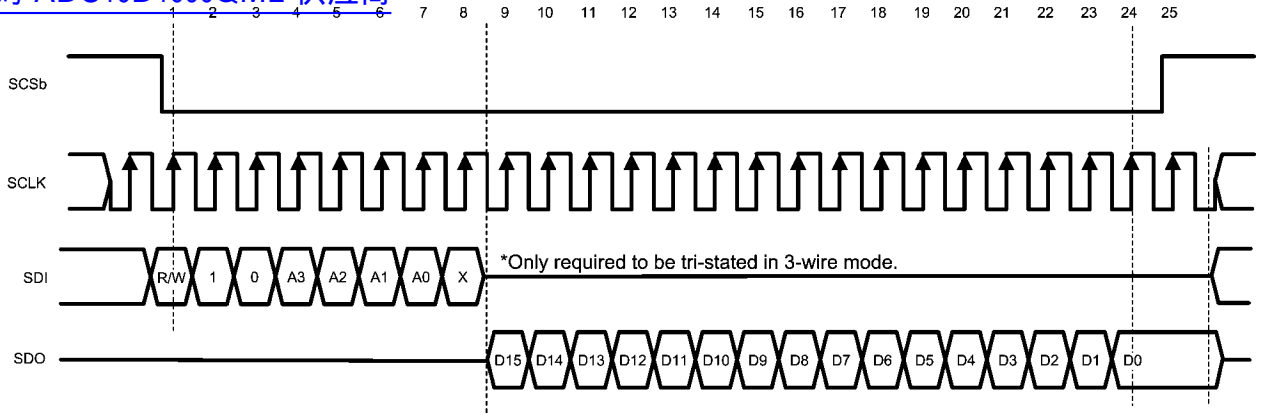 2 3 4 5 6 7 8 9 10 11 12 13 14 15 16 17 18 19 20 21 22 23 24 25
SCSb
SCLK
SDI R/W 1 0 A3 A2 A1 A0 X *Only required to be tri-stated in 3-wire mode.
SDO D15 D14 D13 D12 D11 D10 D9 D8 D7 D6 D5 D4 D3 D2 D1 D0